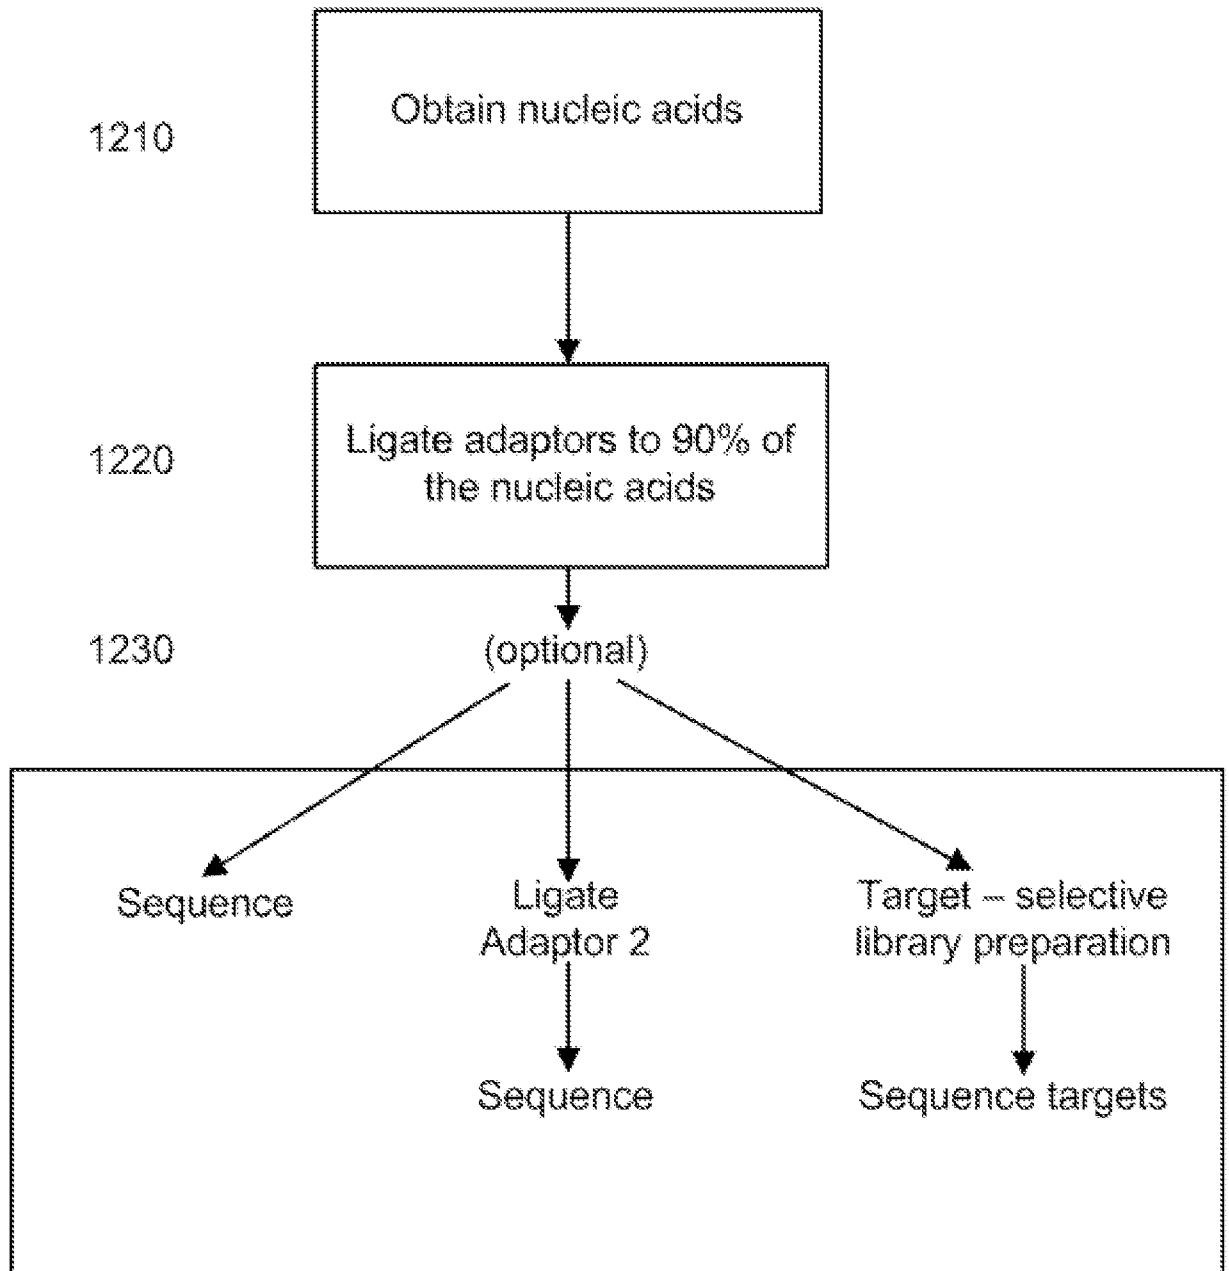 1210
Obtain nucleic acids
1220
Ligate adaptors to 90% of
the nucleic acids
1230
(optional)
Sequence
Ligate
Adaptor 2
Sequence
Target – selective
library preparation
Sequence targets